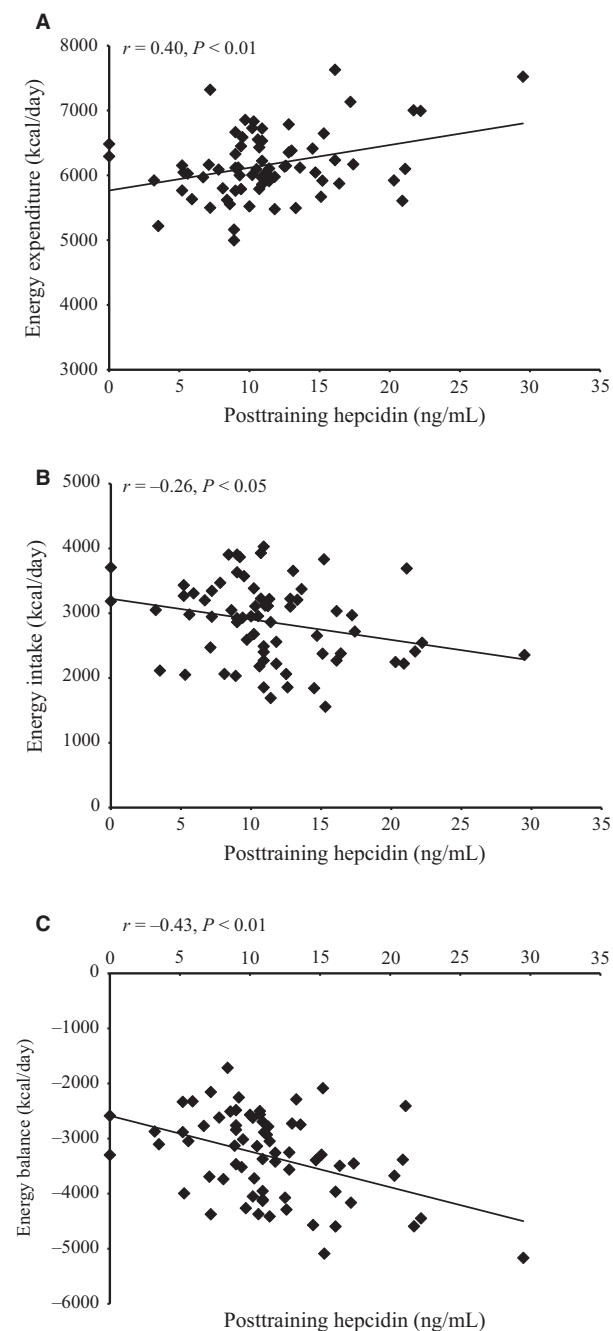 A
r = 0.40, P < 0.01
8000
7000
6000
5000
4000
3000
Energy expenditure (kcal/day)
0 5 10 15 20 25 30 35
Posttraining hepcidin (ng/mL)
B
r = –0.26, P < 0.05
5000
4000
3000
2000
1000
0
Energy intake (kcal/day)
0 5 10 15 20 25 30 35
Posttraining hepcidin (ng/mL)
C
r = –0.43, P < 0.01
0 5 10 15 20 25 30 35
0
–1000
–2000
–3000
–4000
–5000
–6000
Energy balance (kcal/day)
Posttraining hepcidin (ng/mL)